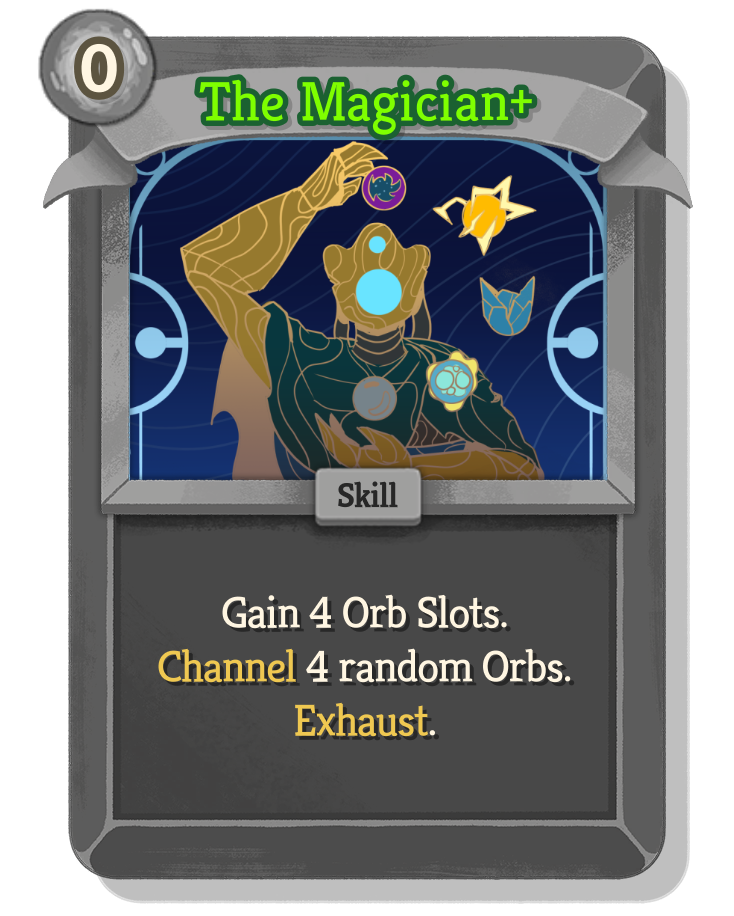 0
The Magician+
Skill
Gain 4 Orb Slots.
Channel 4 random Orbs.
Exhaust.